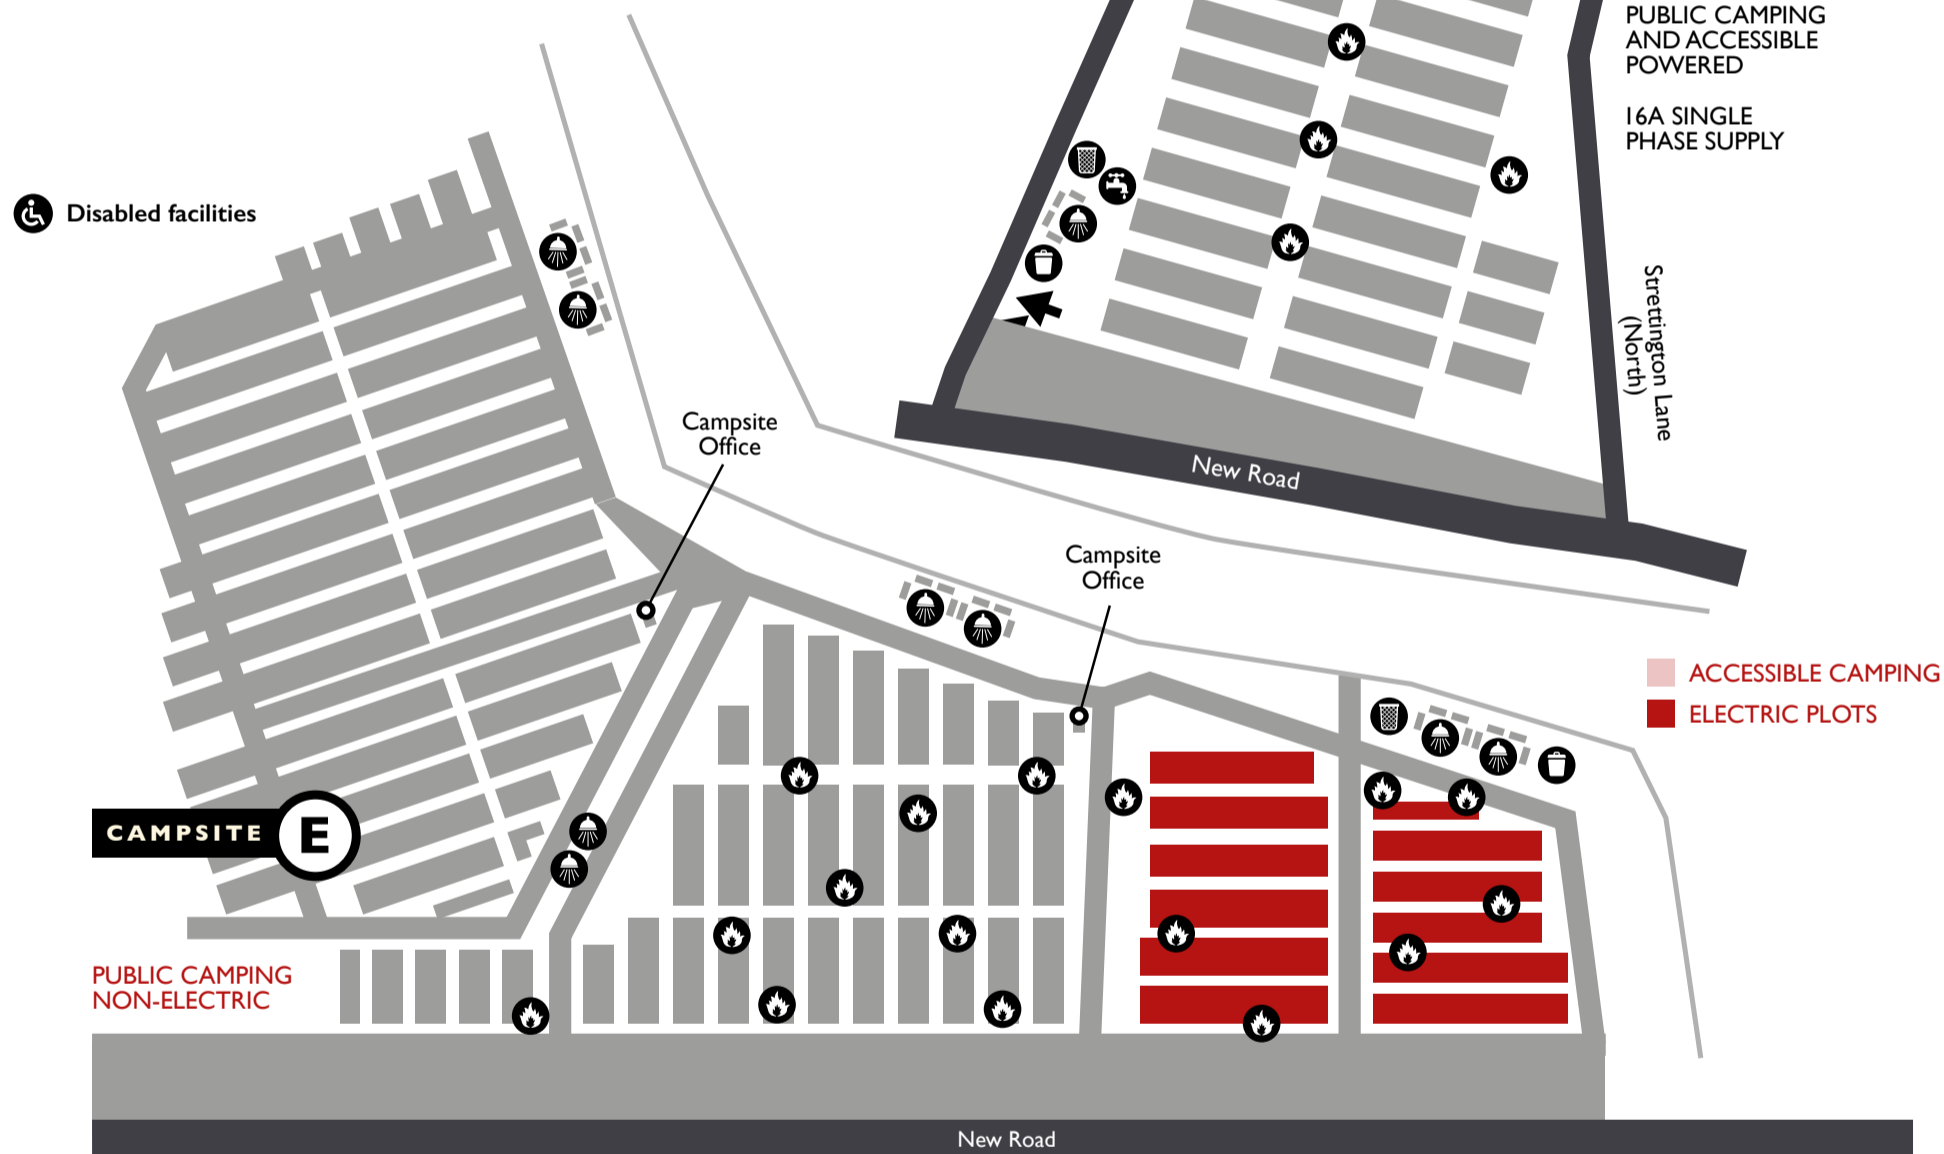 PUBLIC CAMPING
AND ACCESSIBLE
POWERED
16A SINGLE
PHASE SUPPLY
Disabled facilities
Strettington Lane
(North)
Campsite
Office
New Road
Campsite
Office
ACCESSIBLE CAMPING
ELECTRIC PLOTS
CAMPSITE E
PUBLIC CAMPING
NON-ELECTRIC
New Road